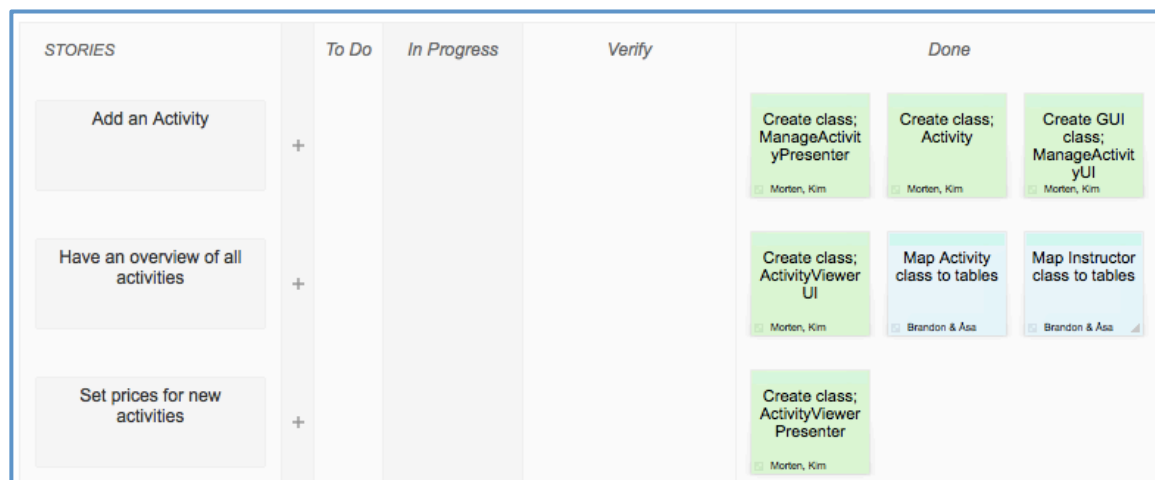 STORIES
To Do
In Progress
Verify
Done
Add an Activity
+
Create class;
ManageActivit
yPresenter
Morten, Kim
Create class;
Activity
Morten, Kim
Create GUI
class;
ManageActivit
yUI
Morten, Kim
Have an overview of all
activities
+
Create class;
ActivityViewer
UI
Morten, Kim
Map Activity
class to tables
Brandon & Åsa
Map Instructor
class to tables
Brandon & Åsa
Set prices for new
activities
+
Create class;
ActivityViewer
Presenter
Morten, Kim